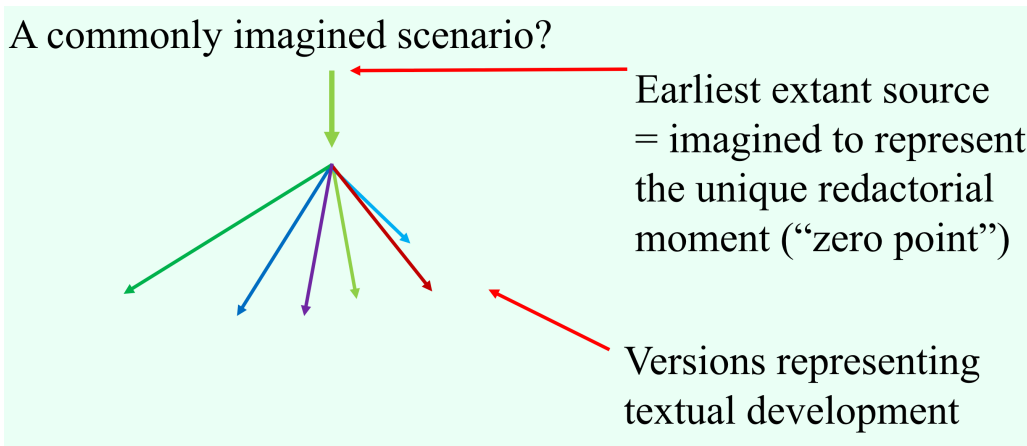 A commonly imagined scenario?
Earliest extant source
= imagined to represent
the unique redactorial
moment (“zero point”)
Versions representing
textual development